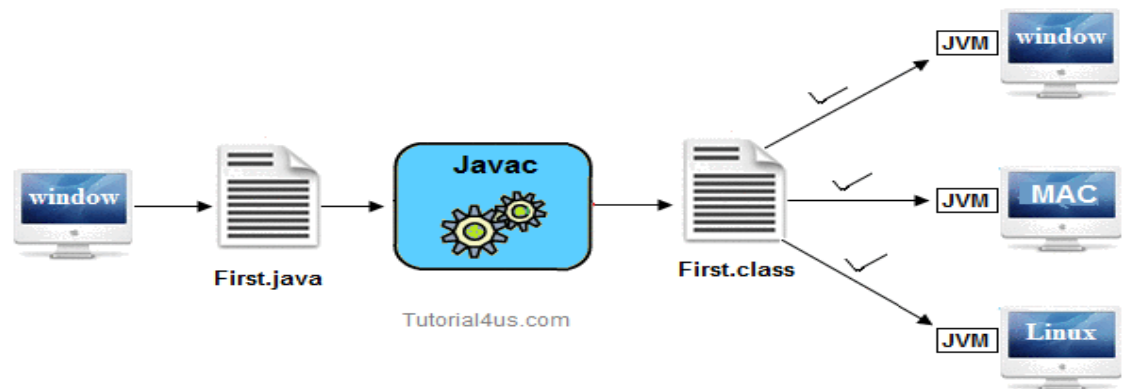 window
First.java
Javac
Tutorial4us.com
First.class
JVM
window
JVM
MAC
JVM
Linux